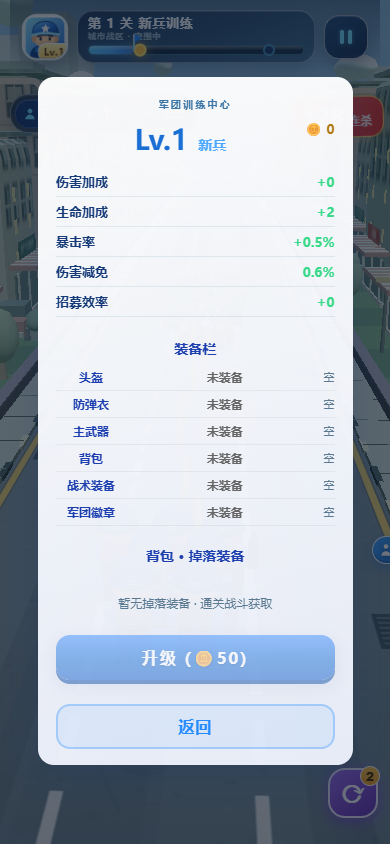 第 1 关 新兵训练
城市战区
Lv.1
军团训练中心
Lv.1 新兵
0
伤害加成 +0
生命加成 +2
暴击率 +0.5%
伤害减免 0.6%
招募效率 +0
装备栏
头盔 未装备 空
防弹衣 未装备 空
主武器 未装备 空
背包 未装备 空
战术装备 未装备 空
军团徽章 未装备 空
背包 • 掉落装备
暂无掉落装备 · 通关战斗获取
升级 ( 50)
返回
2